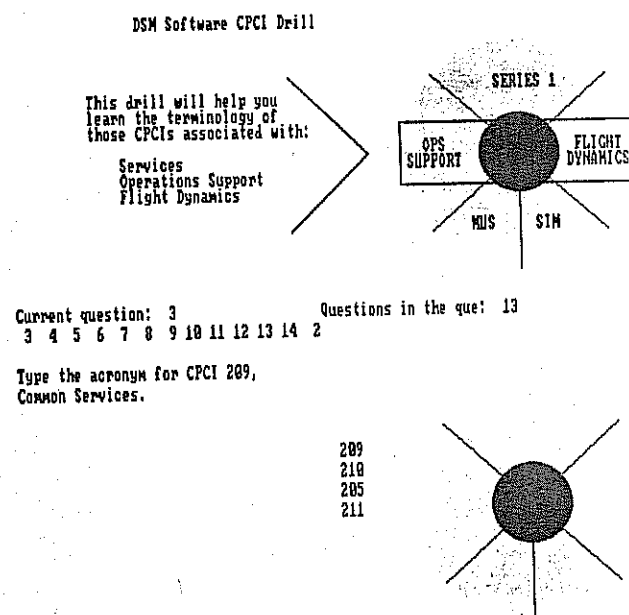 DSM Software CPCI Drill
SERIES 1
This drill will help you
learn the terminology of
those CPCIs associated with:
OPS
SUPPORT
FLIGHT
DYNAMICS
Services
Operations Support
Flight Dynamics
MUS
SIM
Current question: 3
Questions in the que: 13
3 4 5 6 7 8 9 10 11 12 13 14 2
Type the acronym for CPCI 209,
Common Services.
209
210
205
211